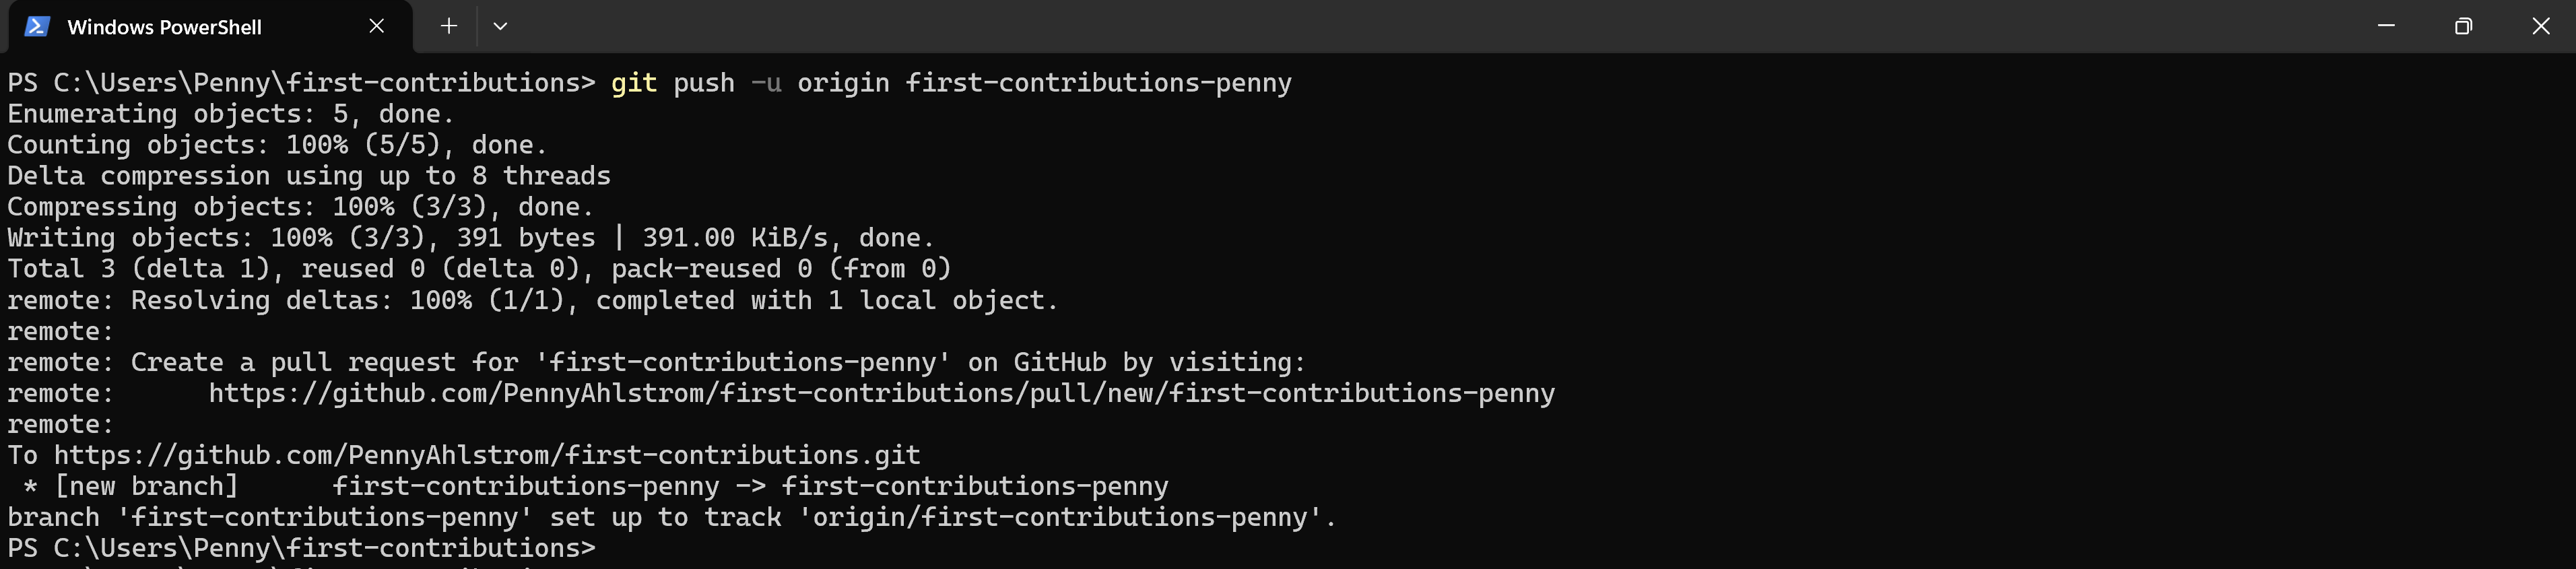 Windows PowerShell
PS C:\Users\Penny\first-contributions> git push -u origin first-contributions-penny
Enumerating objects: 5, done.
Counting objects: 100% (5/5), done.
Delta compression using up to 8 threads
Compressing objects: 100% (3/3), done.
Writing objects: 100% (3/3), 391 bytes | 391.00 KiB/s, done.
Total 3 (delta 1), reused 0 (delta 0), pack-reused 0 (from 0)
remote: Resolving deltas: 100% (1/1), completed with 1 local object.
remote:
remote: Create a pull request for 'first-contributions-penny' on GitHub by visiting:
remote:      https://github.com/PennyAhlstrom/first-contributions/pull/new/first-contributions-penny
remote:
To https://github.com/PennyAhlstrom/first-contributions.git
 * [new branch]      first-contributions-penny -> first-contributions-penny
branch 'first-contributions-penny' set up to track 'origin/first-contributions-penny'.
PS C:\Users\Penny\first-contributions>